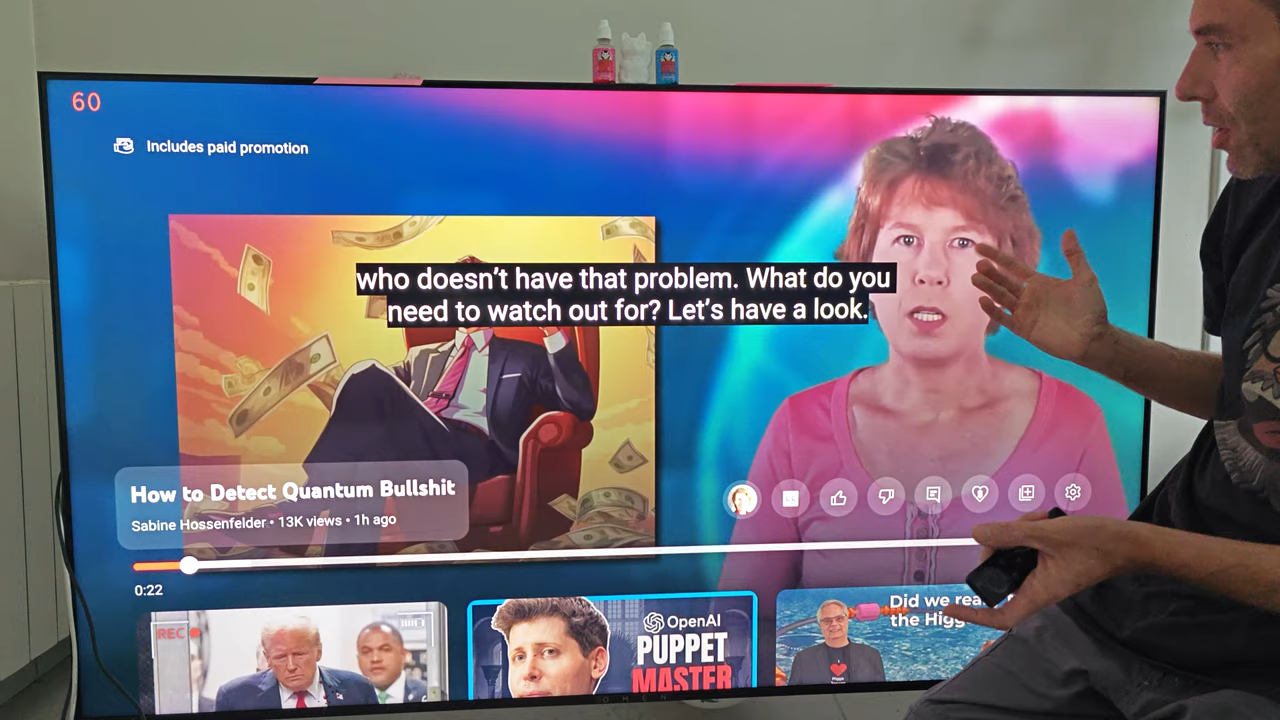 60
Includes paid promotion
who doesn't have that problem. What do you
need to watch out for? Let's have a look.
How to Detect Quantum Bullshit
Sabine Hossenfelder • 13K views • 1h ago
0:22
REC
OpenAI
PUPPET
MASTER
Did we
the
OMEN